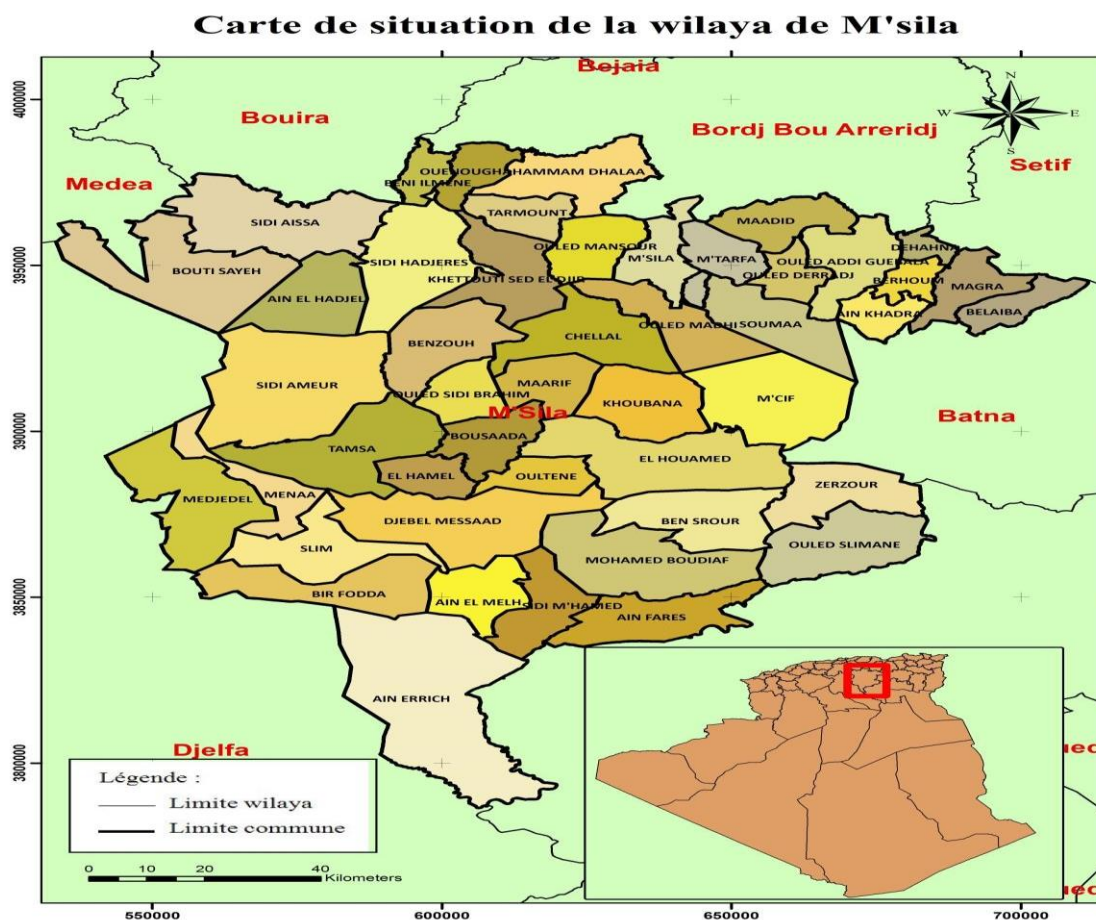 Carte de situation de la wilaya de M'sila
Bejaia
Bouira
Bordj Bou Arreridj
N
W E
S
Setif
Medea
OUENOUGHA
HAMMAM DHALAA
BENI ILMENE
SIDI AISSA
TARMOUNT
MAADID
OULED MANSOUR
DEHAHNA
M'SILA
M'TARFA
OULED ADDI GUEBALA
SIDI HADJERES
BOUTI SAYEH
KHETTOUTI SED ELDJIR
OULED DERRADJ
BERHOUM
MAGRA
AIN EL HADJEL
BELAIBA
AIN KHADRA
OULED MADHI
SOUMAA
CHELLAL
BENZOUH
SIDI AMEUR
MAARIF
OULED SIDI BRAHIM
KHOUBANA
M'CIF
M'Sila
Batna
BOUSAADA
TAMSA
EL HOUAMED
EL HAMEL
OULTENE
ZERZOUR
MENAA
MEDJEDEL
DJEBEL MESSAAD
BEN SROUR
SLIM
OULED SLIMANE
MOHAMED BOUDIAF
BIR FODDA
AIN EL MELH
SIDI M'HAMED
AIN FARES
AIN ERRICH
Djelfa
Légende :
Limite wilaya
Limite commune
0 10 20 40
Kilometers
400000
3950000
3900000
3850000
3800000
550000 600000 650000 700000